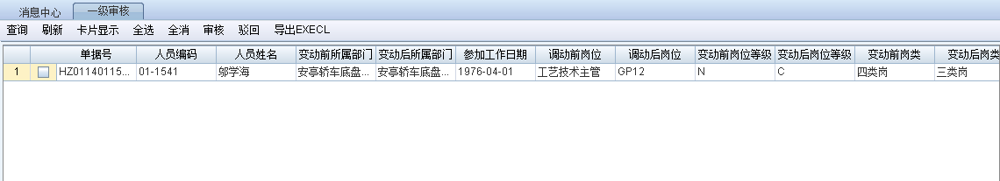 消息中心 一级审核
查询 刷新 卡片显示 全选 全消 审核 驳回 导出EXECL
单据号 人员编码 人员姓名 变动前所属部门 变动后所属部门 参加工作日期 调动前岗位 调动后岗位 变动前岗位等级 变动后岗位等级 变动前岗类 变动后岗类
1 HZ01140115... 01-1541 邬学海 安亭轿车底盘... 安亭轿车底盘... 1976-04-01 工艺技术主管 GP12 N C 四类岗 三类岗